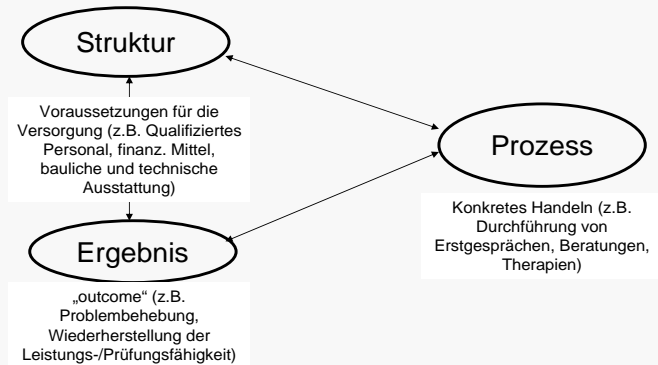 Struktur
Voraussetzungen für die
Versorgung (z.B. Qualifiziertes
Personal, finanz. Mittel,
bauliche und technische
Ausstattung)
Prozess
Konkretes Handeln (z.B.
Durchführung von
Erstgesprächen, Beratungen,
Therapien)
Ergebnis
„outcome“ (z.B.
Problembehebung,
Wiederherstellung der
Leistungs-/Prüfungsfähigkeit)